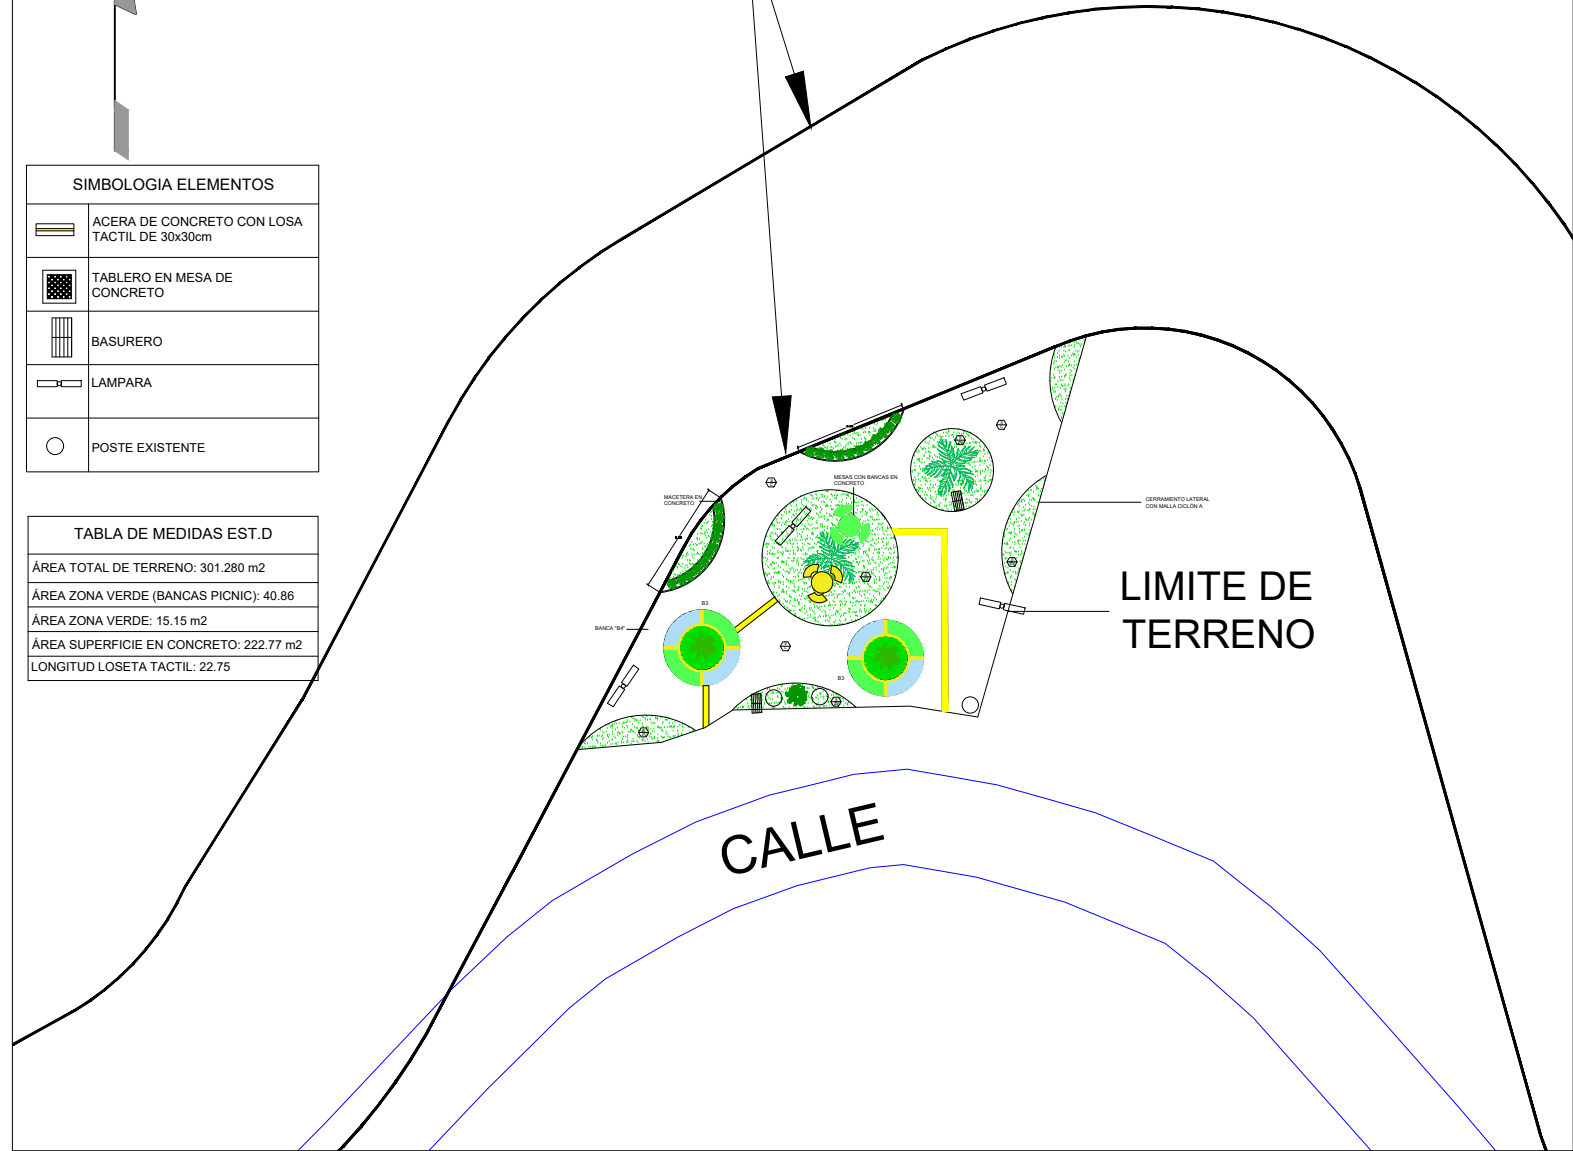 SIMBOLOGIA ELEMENTOS
ACERA DE CONCRETO CON LOSA
TACTIL DE 30x30cm
TABLERO EN MESA DE
CONCRETO
BASURERO
LAMPARA
POSTE EXISTENTE
TABLA DE MEDIDAS EST.D
ÁREA TOTAL DE TERRENO: 301.280 m2
ÁREA ZONA VERDE (BANCAS PICNIC): 40.86
ÁREA ZONA VERDE: 15.15 m2
ÁREA SUPERFICIE EN CONCRETO: 222.77 m2
LONGITUD LOSETA TACTIL: 22.75
MACETERA EN
CONCRETO
MESAS CON BANCAS EN
CONCRETO
CERRAMIENTO LATERAL
CON MALLA CICLÓN A
B3
BANCA "B4"
B3
LIMITE DE
TERRENO
CALLE